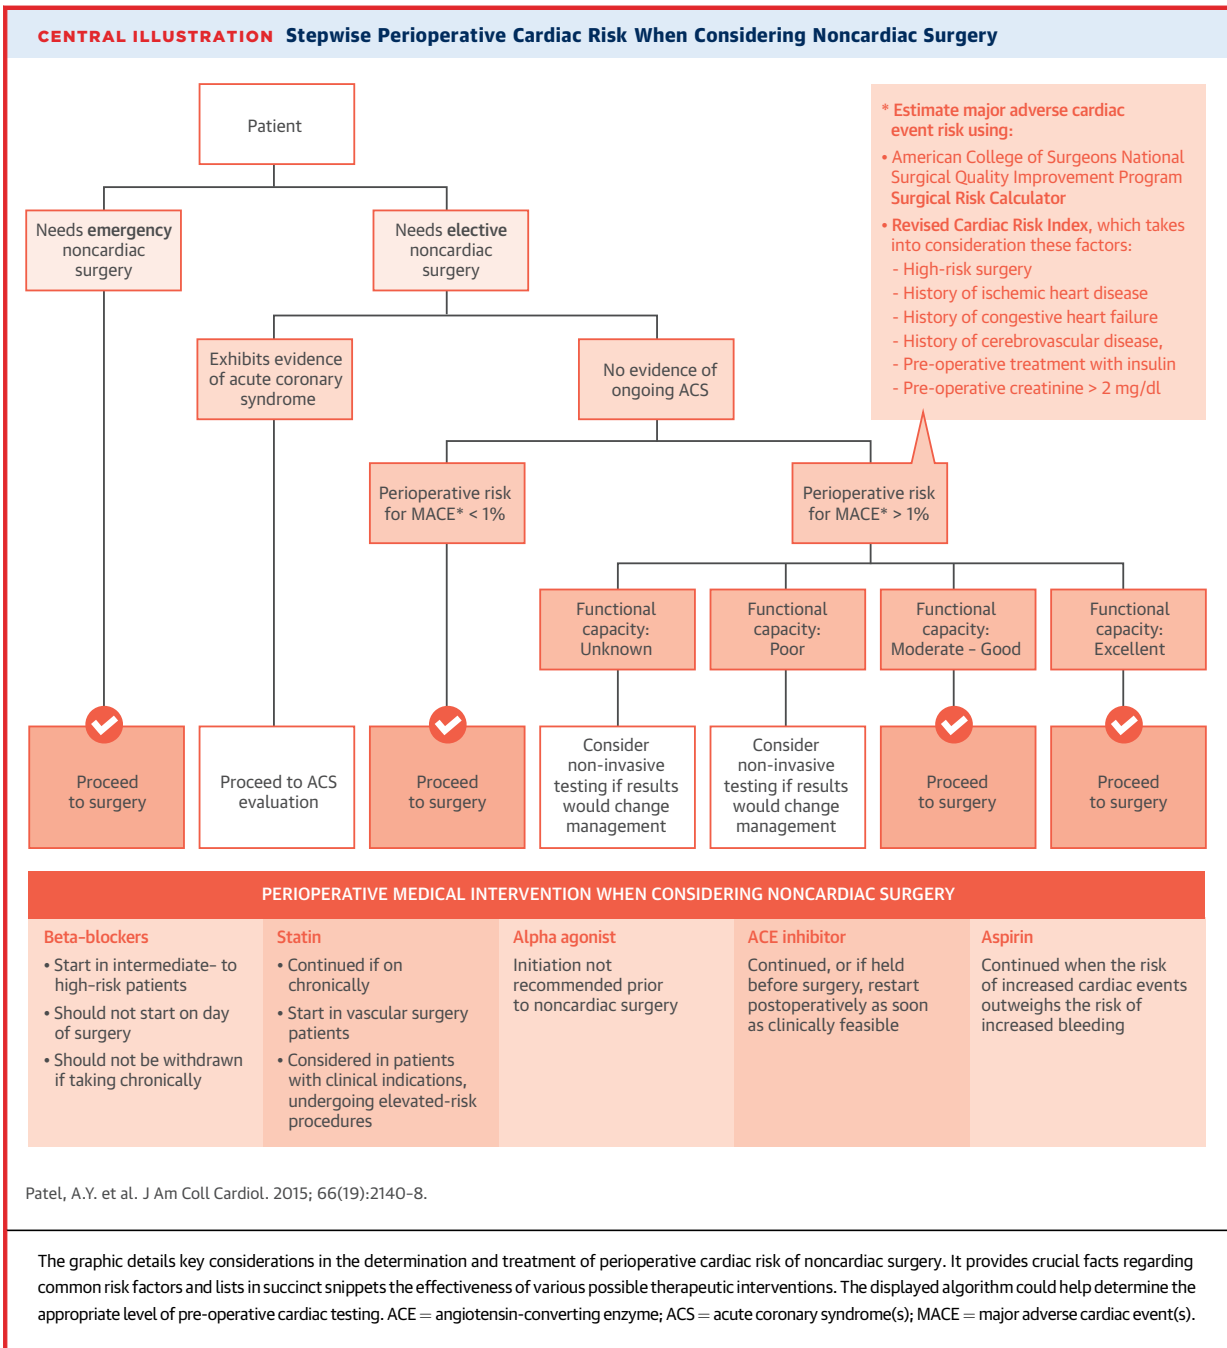 CENTRAL ILLUSTRATION Stepwise Perioperative Cardiac Risk When Considering Noncardiac Surgery
Patient
Needs emergency
noncardiac
surgery
Needs elective
noncardiac
surgery
Exhibits evidence
of acute coronary
syndrome
No evidence of
ongoing ACS
* Estimate major adverse cardiac
event risk using:
• American College of Surgeons National
Surgical Quality Improvement Program
Surgical Risk Calculator
• Revised Cardiac Risk Index, which takes
into consideration these factors:
- High-risk surgery
- History of ischemic heart disease
- History of congestive heart failure
- History of cerebrovascular disease,
- Pre-operative treatment with insulin
- Pre-operative creatinine > 2 mg/dl
Perioperative risk
for MACE* < 1%
Perioperative risk
for MACE* > 1%
Functional
capacity:
Unknown
Functional
capacity:
Poor
Functional
capacity:
Moderate – Good
Functional
capacity:
Excellent
Proceed
to surgery
Proceed to ACS
evaluation
Proceed
to surgery
Consider
non-invasive
testing if results
would change
management
Consider
non-invasive
testing if results
would change
management
Proceed
to surgery
Proceed
to surgery
PERIOPERATIVE MEDICAL INTERVENTION WHEN CONSIDERING NONCARDIAC SURGERY
Beta-blockers
• Start in intermediate- to
high-risk patients
• Should not start on day
of surgery
• Should not be withdrawn
if taking chronically
Statin
• Continued if on
chronically
• Start in vascular surgery
patients
• Considered in patients
with clinical indications,
undergoing elevated-risk
procedures
Alpha agonist
Initiation not
recommended prior
to noncardiac surgery
ACE inhibitor
Continued, or if held
before surgery, restart
postoperatively as soon
as clinically feasible
Aspirin
Continued when the risk
of increased cardiac events
outweighs the risk of
increased bleeding
Patel, A.Y. et al. J Am Coll Cardiol. 2015; 66(19):2140–8.
The graphic details key considerations in the determination and treatment of perioperative cardiac risk of noncardiac surgery. It provides crucial facts regarding
common risk factors and lists in succinct snippets the effectiveness of various possible therapeutic interventions. The displayed algorithm could help determine the
appropriate level of pre-operative cardiac testing. ACE = angiotensin-converting enzyme; ACS = acute coronary syndrome(s); MACE = major adverse cardiac event(s).